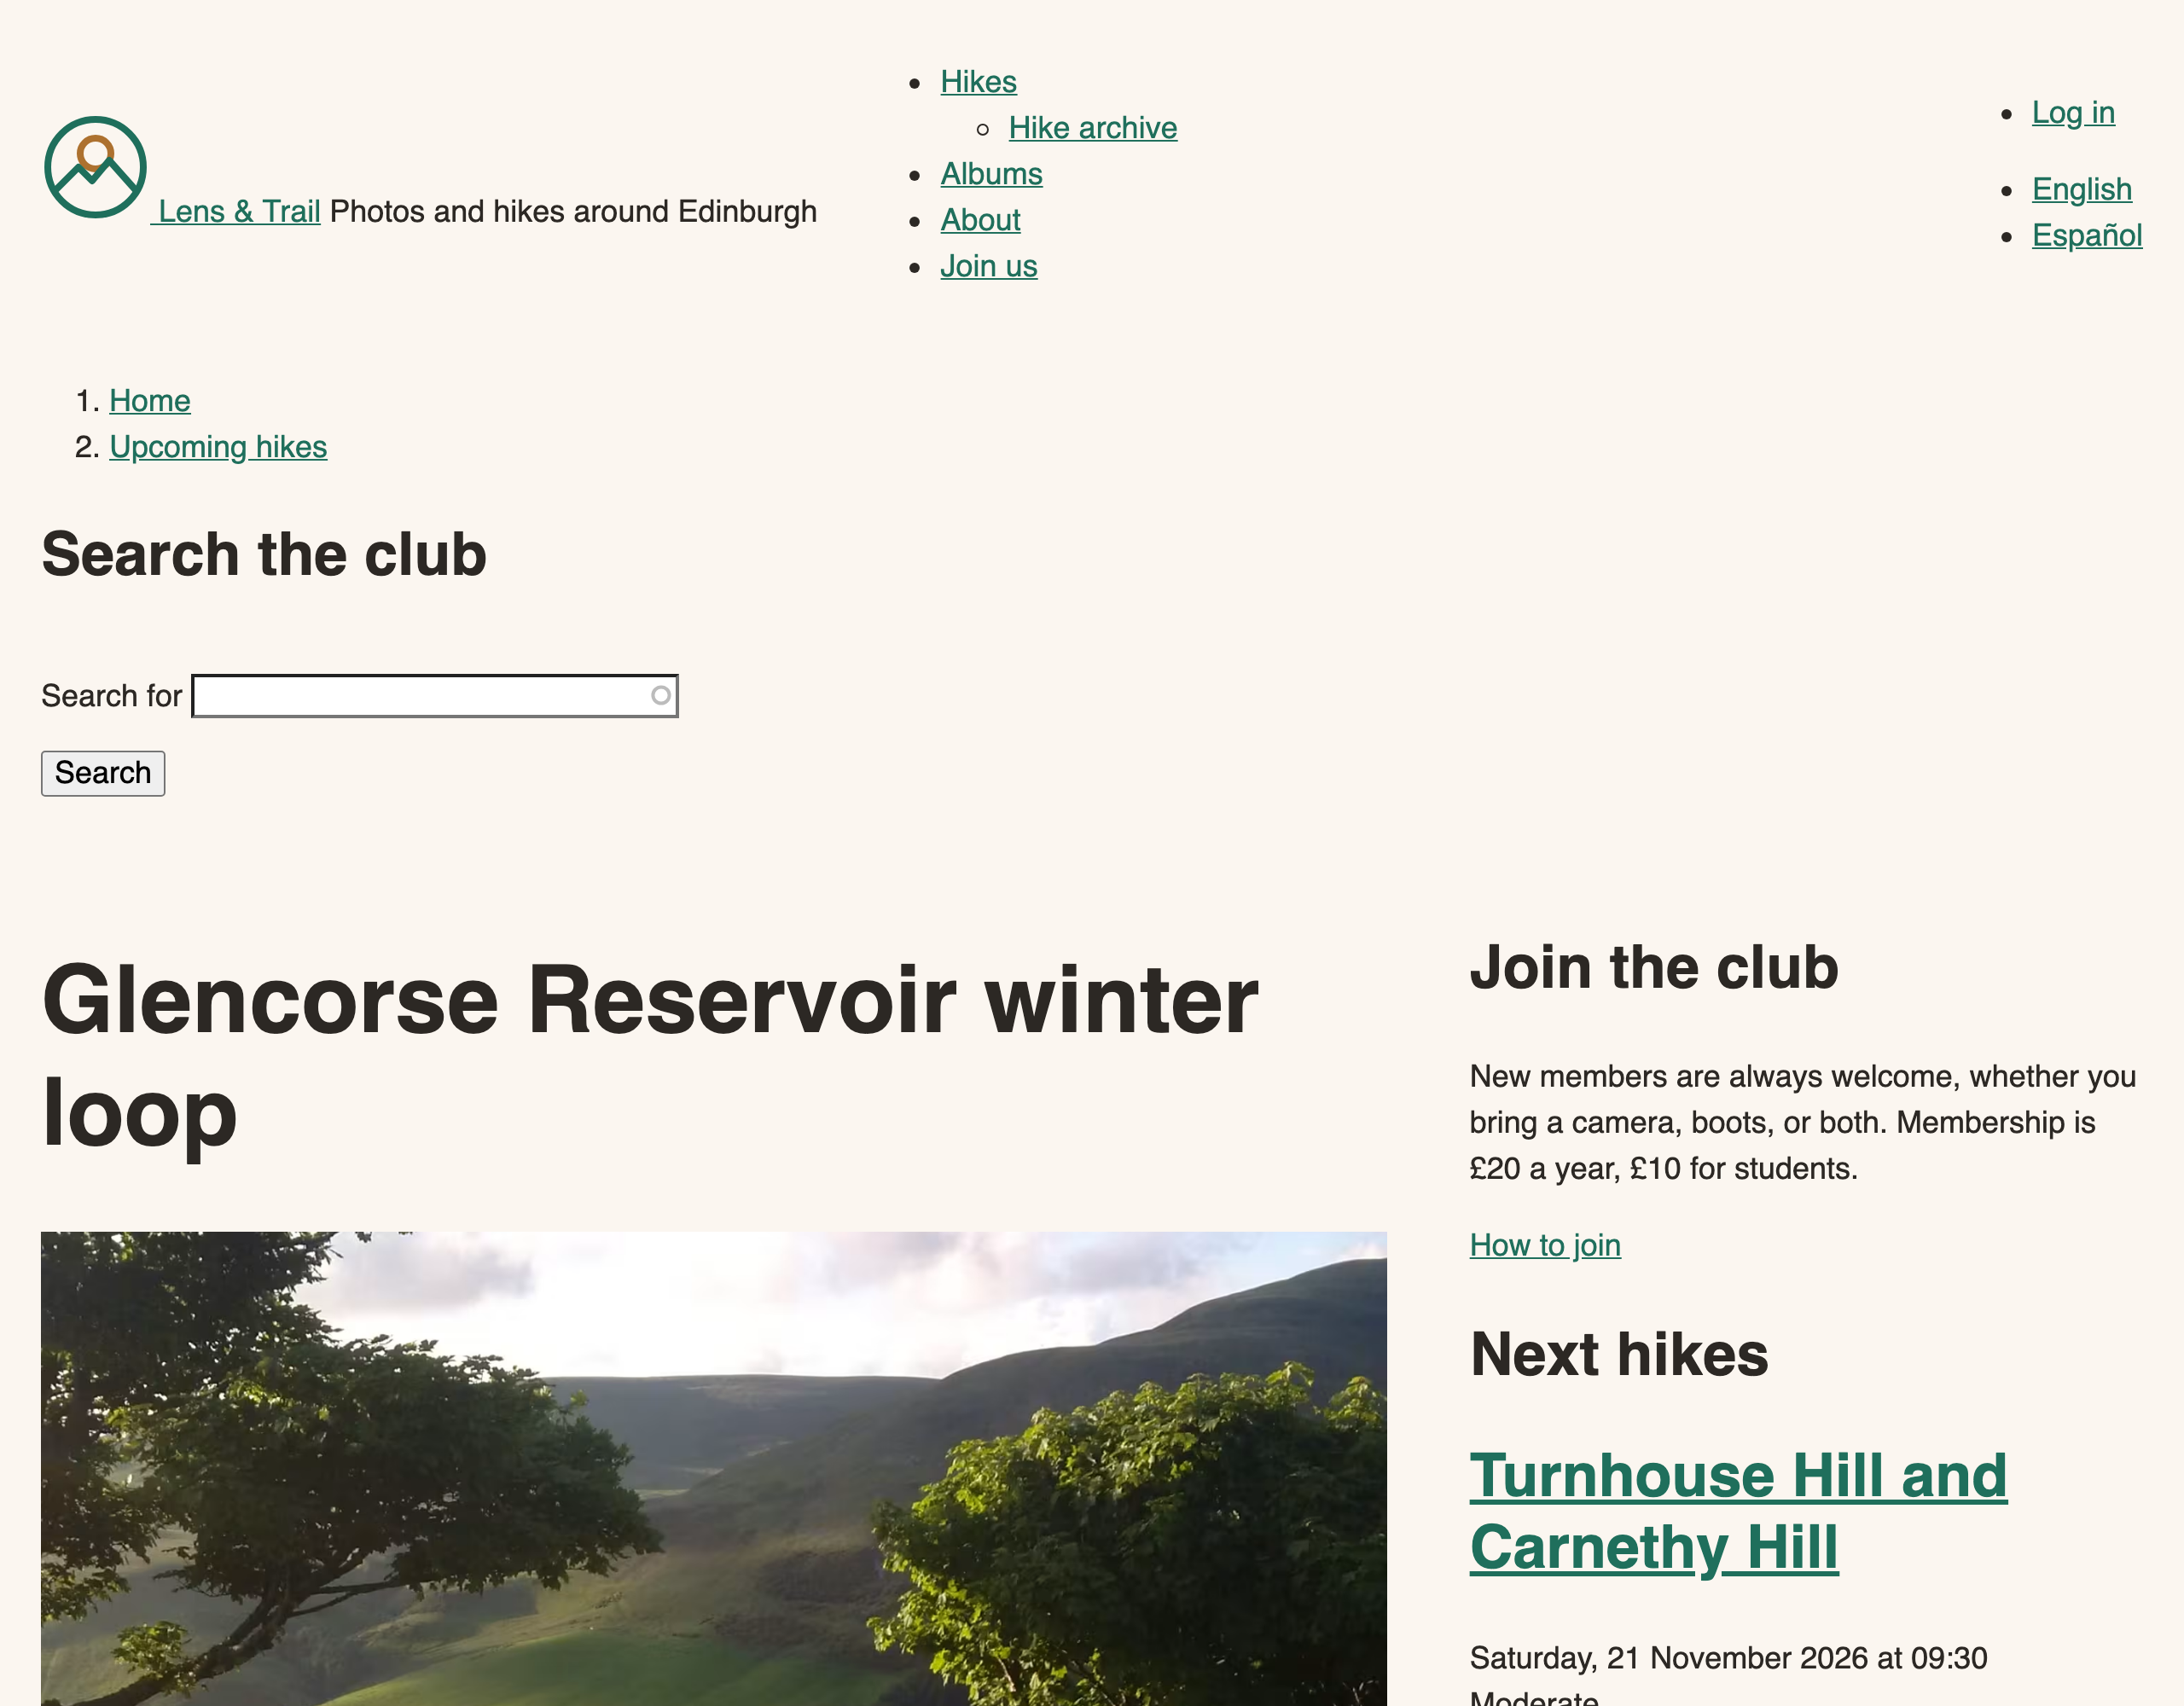 Lens & Trail Photos and hikes around Edinburgh
Hikes
Hike archive
Albums
About
Join us
Log in
English
Español
1. Home
2. Upcoming hikes
Search the club
Search for
Search
Glencorse Reservoir winter
loop
Join the club
New members are always welcome, whether you
bring a camera, boots, or both. Membership is
£20 a year, £10 for students.
How to join
Next hikes
Turnhouse Hill and
Carnethy Hill
Saturday, 21 November 2026 at 09:30
Moderate